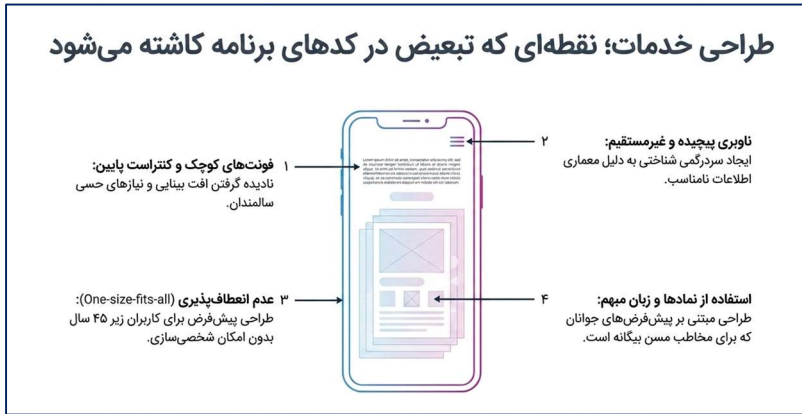 طراحی خدمات؛ نقطه‌ای که تبعیض در کدهای برنامه کاشته می‌شود
۱ فونت‌های کوچک و کنتراست پایین:
نادیده گرفتن افت بینایی و نیازهای حسی
سالمندان.
۲ ناوبری پیچیده و غیرمستقیم:
ایجاد سردرگمی شناختی به دلیل معماری
اطلاعات نامناسب.
۳ عدم انعطاف‌پذیری (One-size-fits-all):
طراحی پیش‌فرض برای کاربران زیر ۴۵ سال
بدون امکان شخصی‌سازی.
۴ استفاده از نمادها و زبان مبهم:
طراحی مبتنی بر پیش‌فرض‌های جوانان
که برای مخاطب مسن بیگانه است.